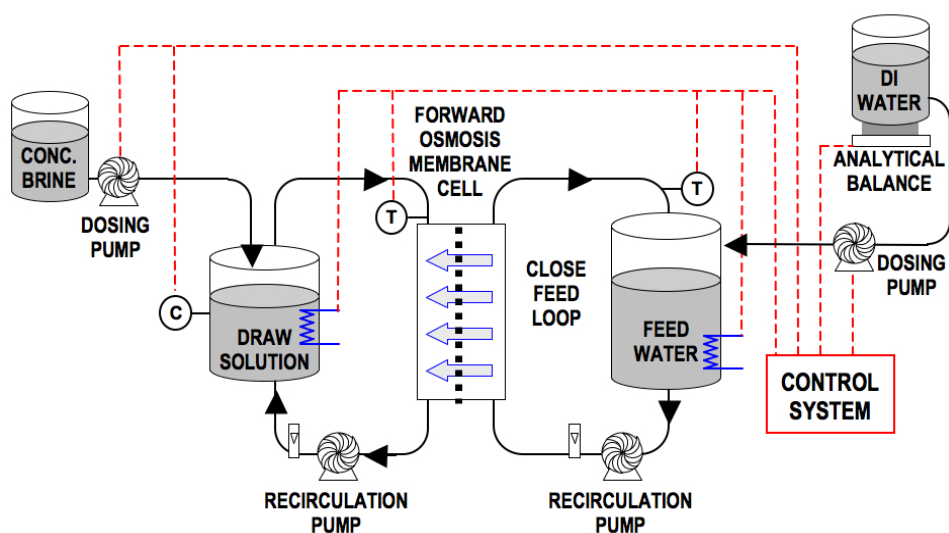 CONC.
BRINE
DOSING
PUMP
FORWARD
OSMOSIS
MEMBRANE
CELL
DI
WATER
ANALYTICAL
BALANCE
T
T
C
DRAW
SOLUTION
CLOSE
FEED
LOOP
FEED
WATER
DOSING
PUMP
CONTROL
SYSTEM
RECIRCULATION
PUMP
RECIRCULATION
PUMP